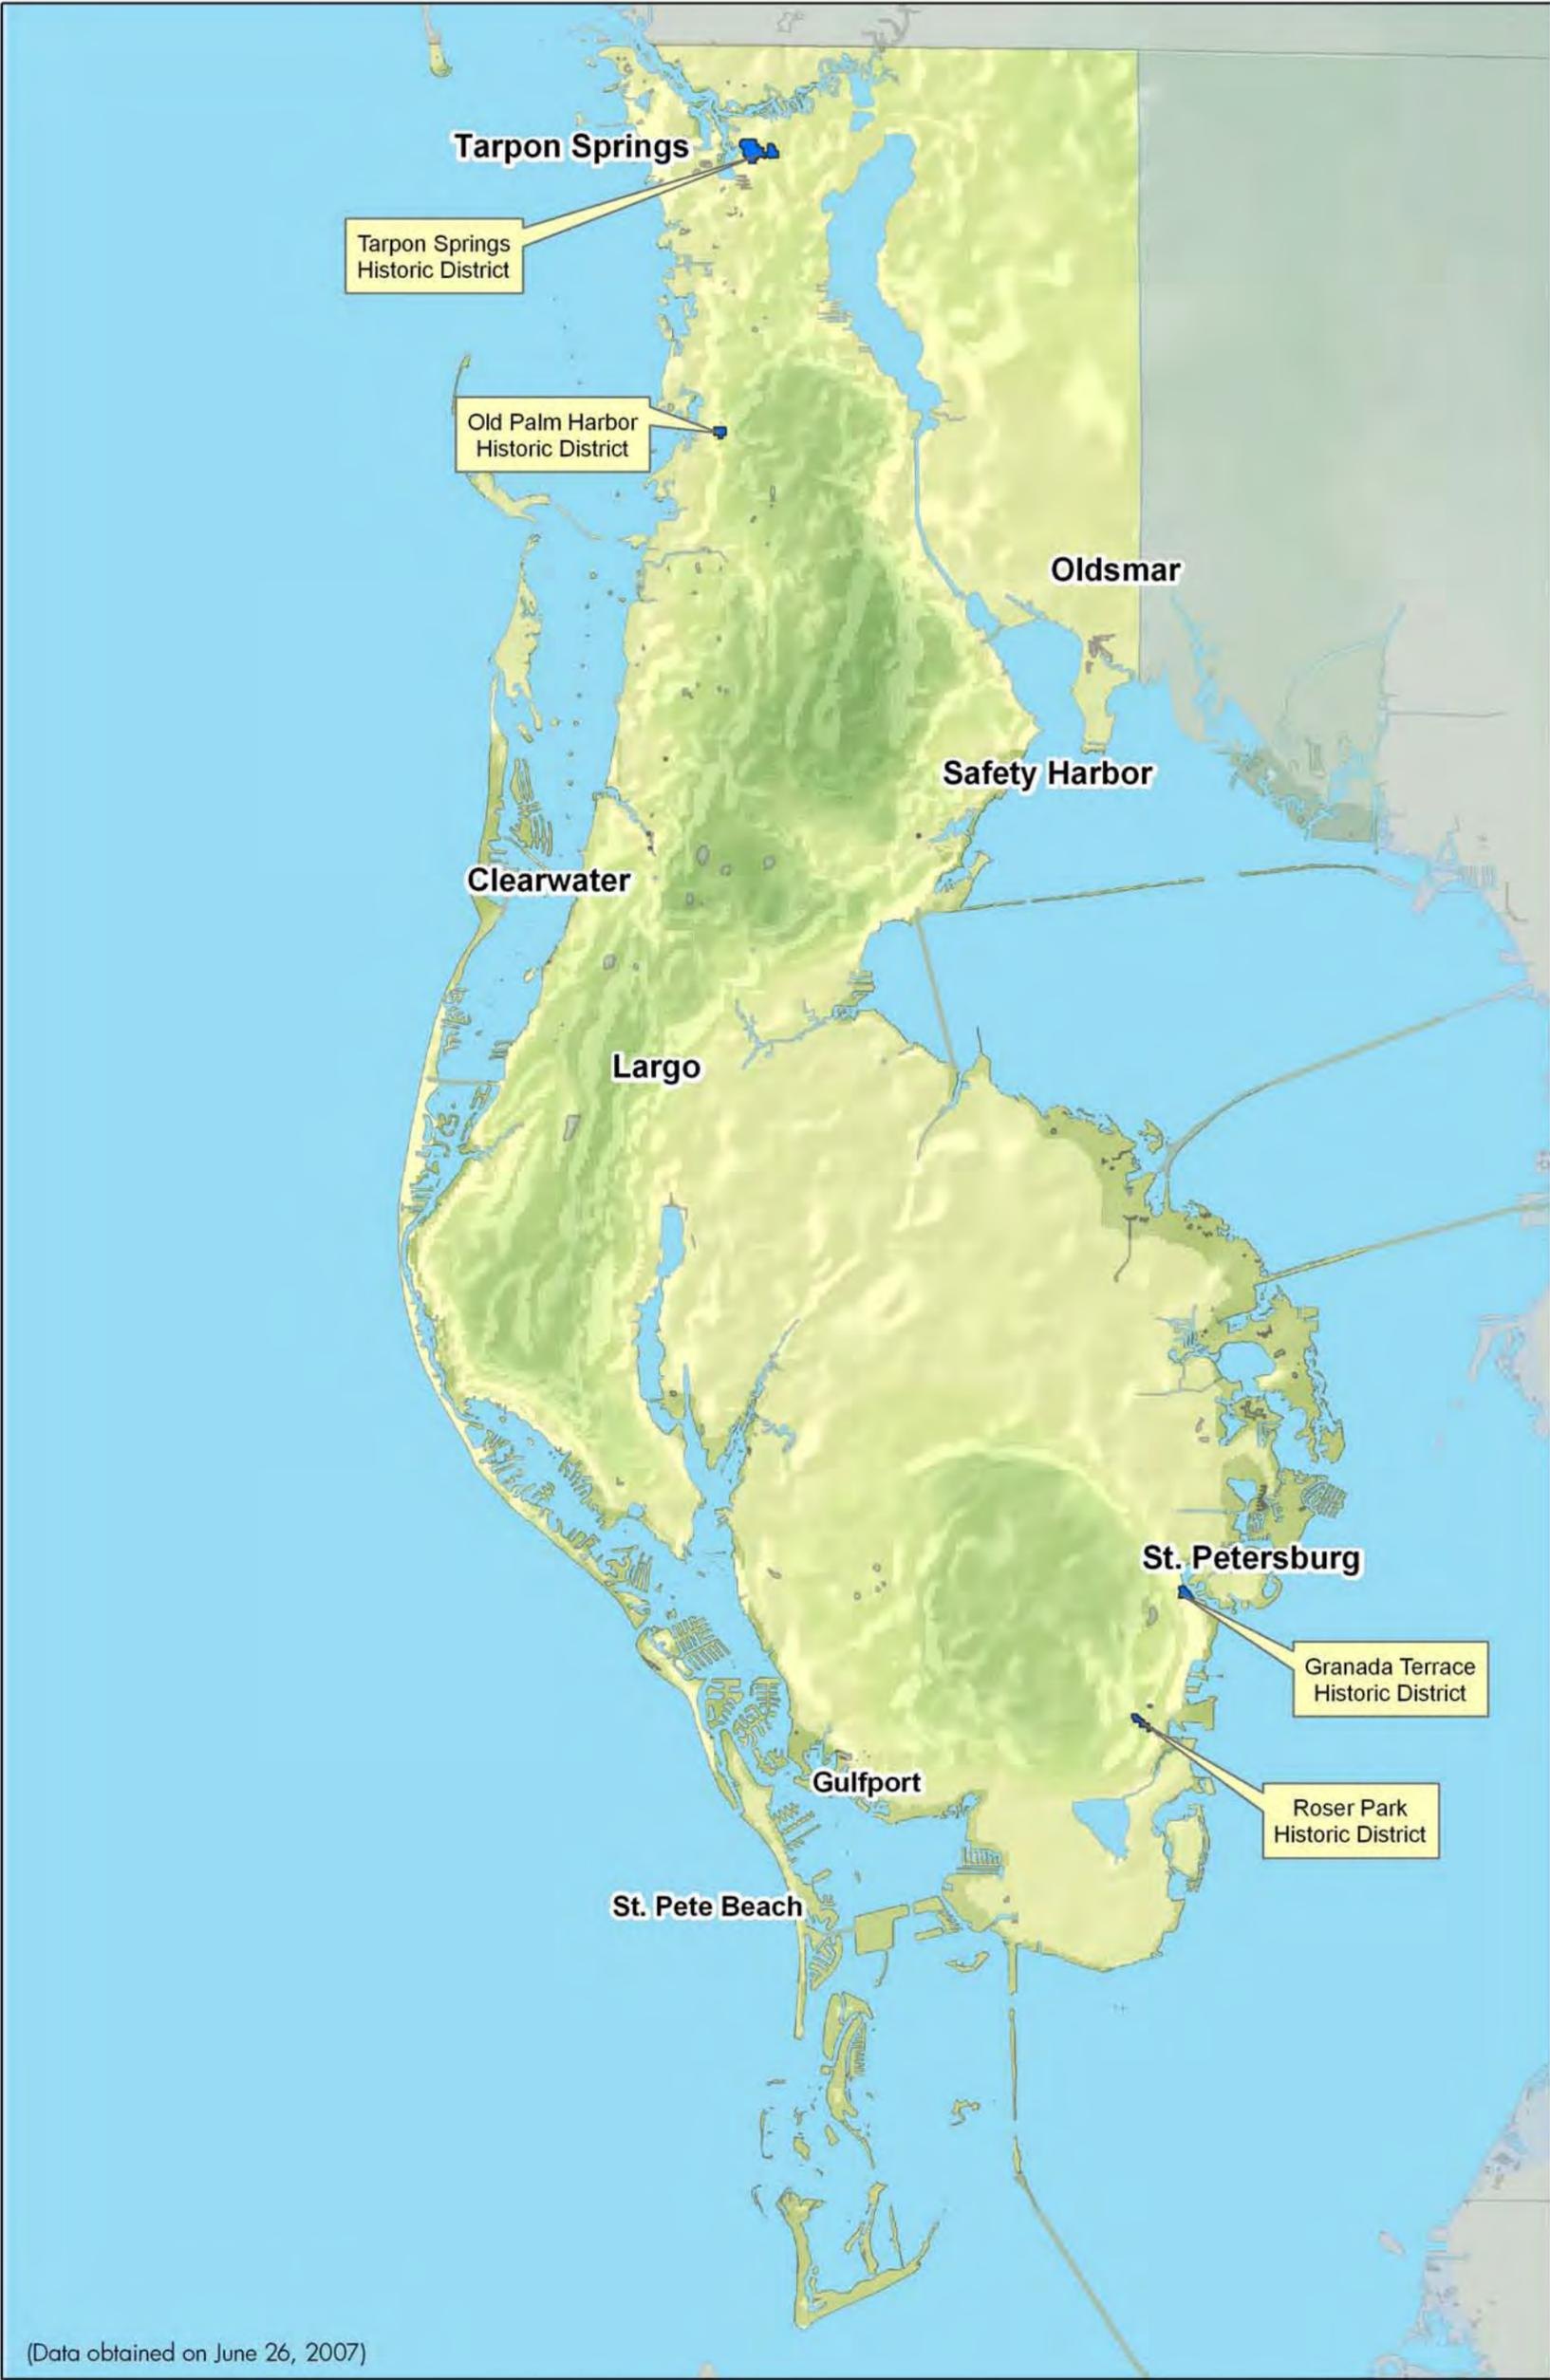 Tarpon Springs
Tarpon Springs
Historic District
Old Palm Harbor
Historic District
Oldsmar
Safety Harbor
Clearwater
Largo
St. Petersburg
Granada Terrace
Historic District
Roser Park
Historic District
Gulfport
St. Pete Beach
(Data obtained on June 26, 2007)